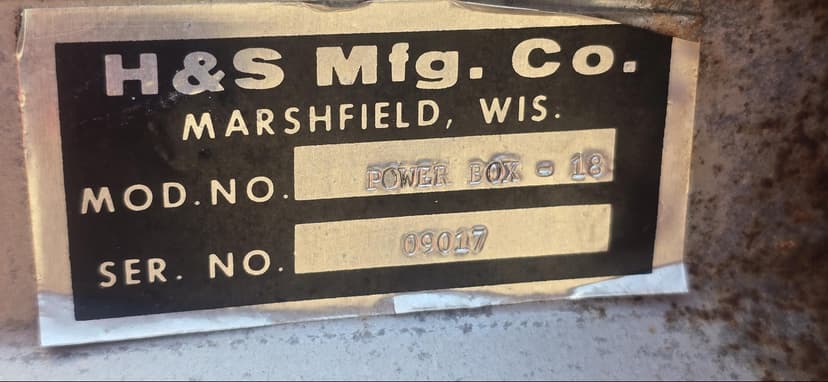 H&S Mfg. Co.
MARSHFIELD, WIS.
MOD. NO. POWER BOX - 18
SER. NO. 09017